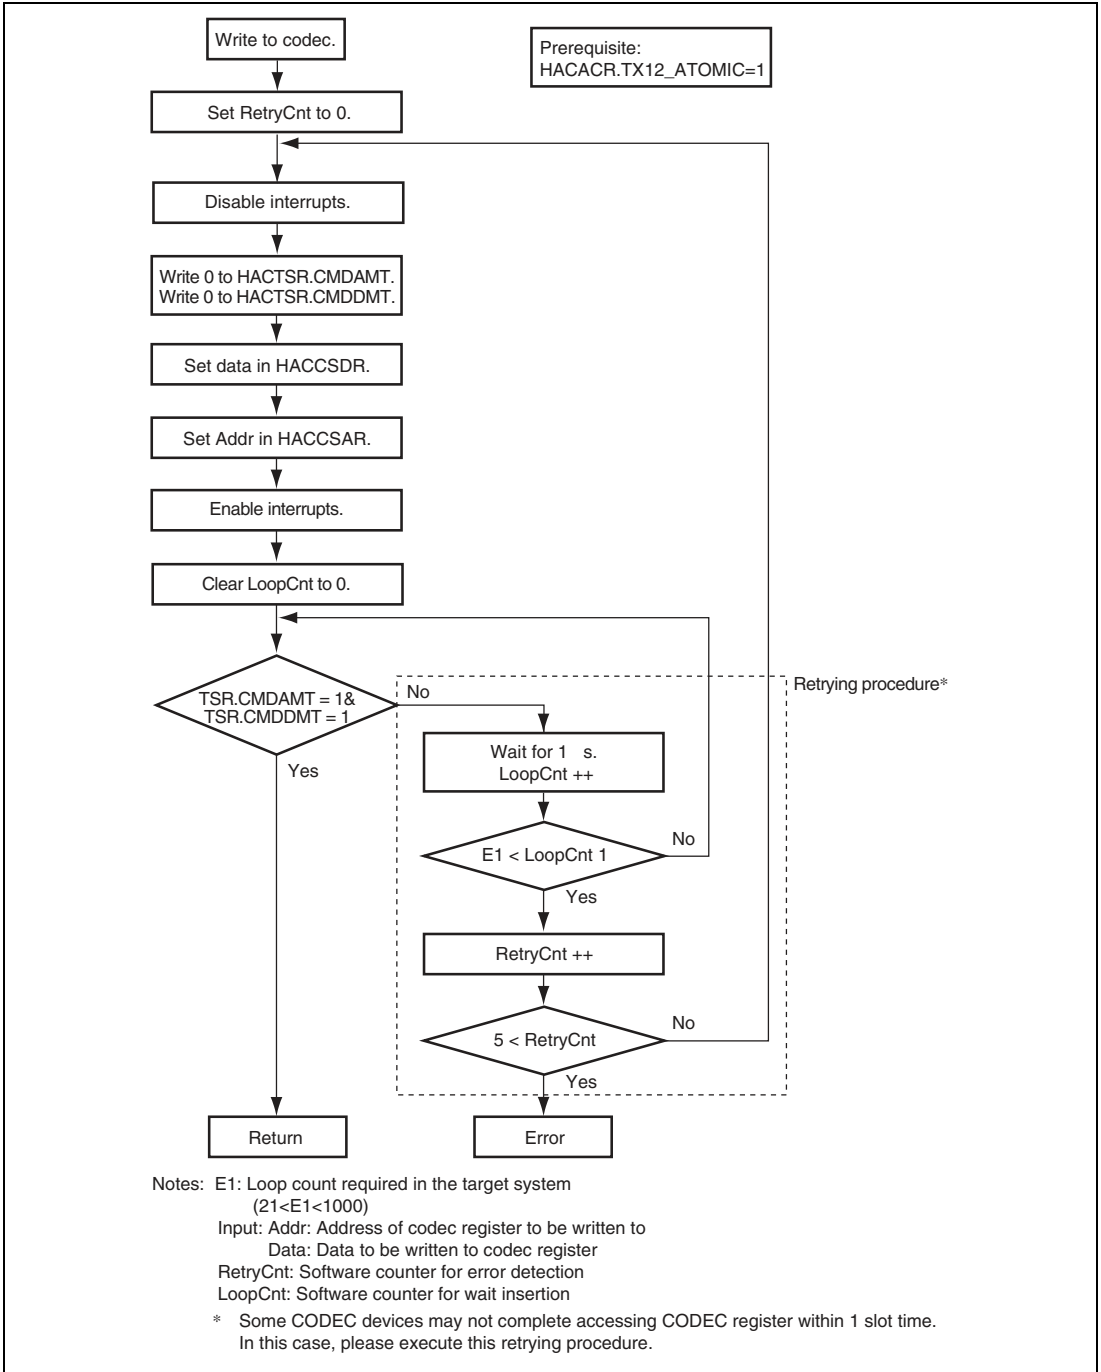 Write to codec.
Prerequisite:
HACACR.TX12_ATOMIC=1
Set RetryCnt to 0.
Disable interrupts.
Write 0 to HACTSR.CMDAMT.
Write 0 to HACTSR.CMDDMT.
Set data in HACCSDR.
Set Addr in HACCSAR.
Enable interrupts.
Clear LoopCnt to 0.
TSR.CMDAMT = 1&
TSR.CMDDMT = 1
No
Retrying procedure*
Yes
Wait for 1 s.
LoopCnt ++
E1 < LoopCnt 1
No
Yes
RetryCnt ++
5 < RetryCnt
No
Yes
Return
Error
Notes: E1: Loop count required in the target system
(21<E1<1000)
Input: Addr: Address of codec register to be written to
Data: Data to be written to codec register
RetryCnt: Software counter for error detection
LoopCnt: Software counter for wait insertion
* Some CODEC devices may not complete accessing CODEC register within 1 slot time.
In this case, please execute this retrying procedure.